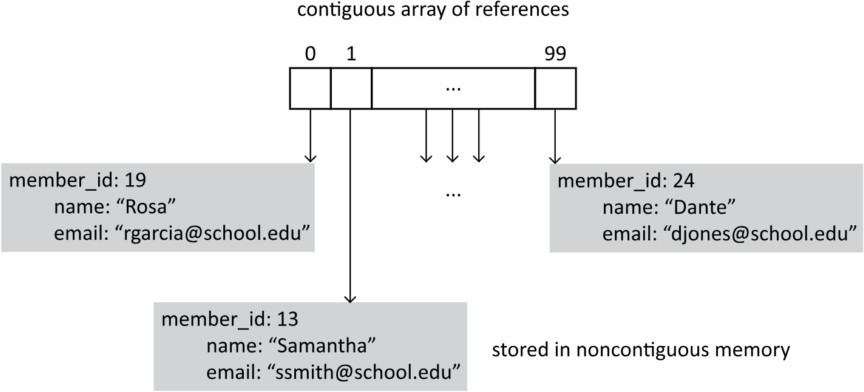 contiguous array of references
0 1 99
...
member_id: 19
name: “Rosa”
email: “rgarcia@school.edu”
...
member_id: 24
name: “Dante”
email: “djones@school.edu”
member_id: 13
name: “Samantha”
email: “ssmith@school.edu”
stored in noncontiguous memory